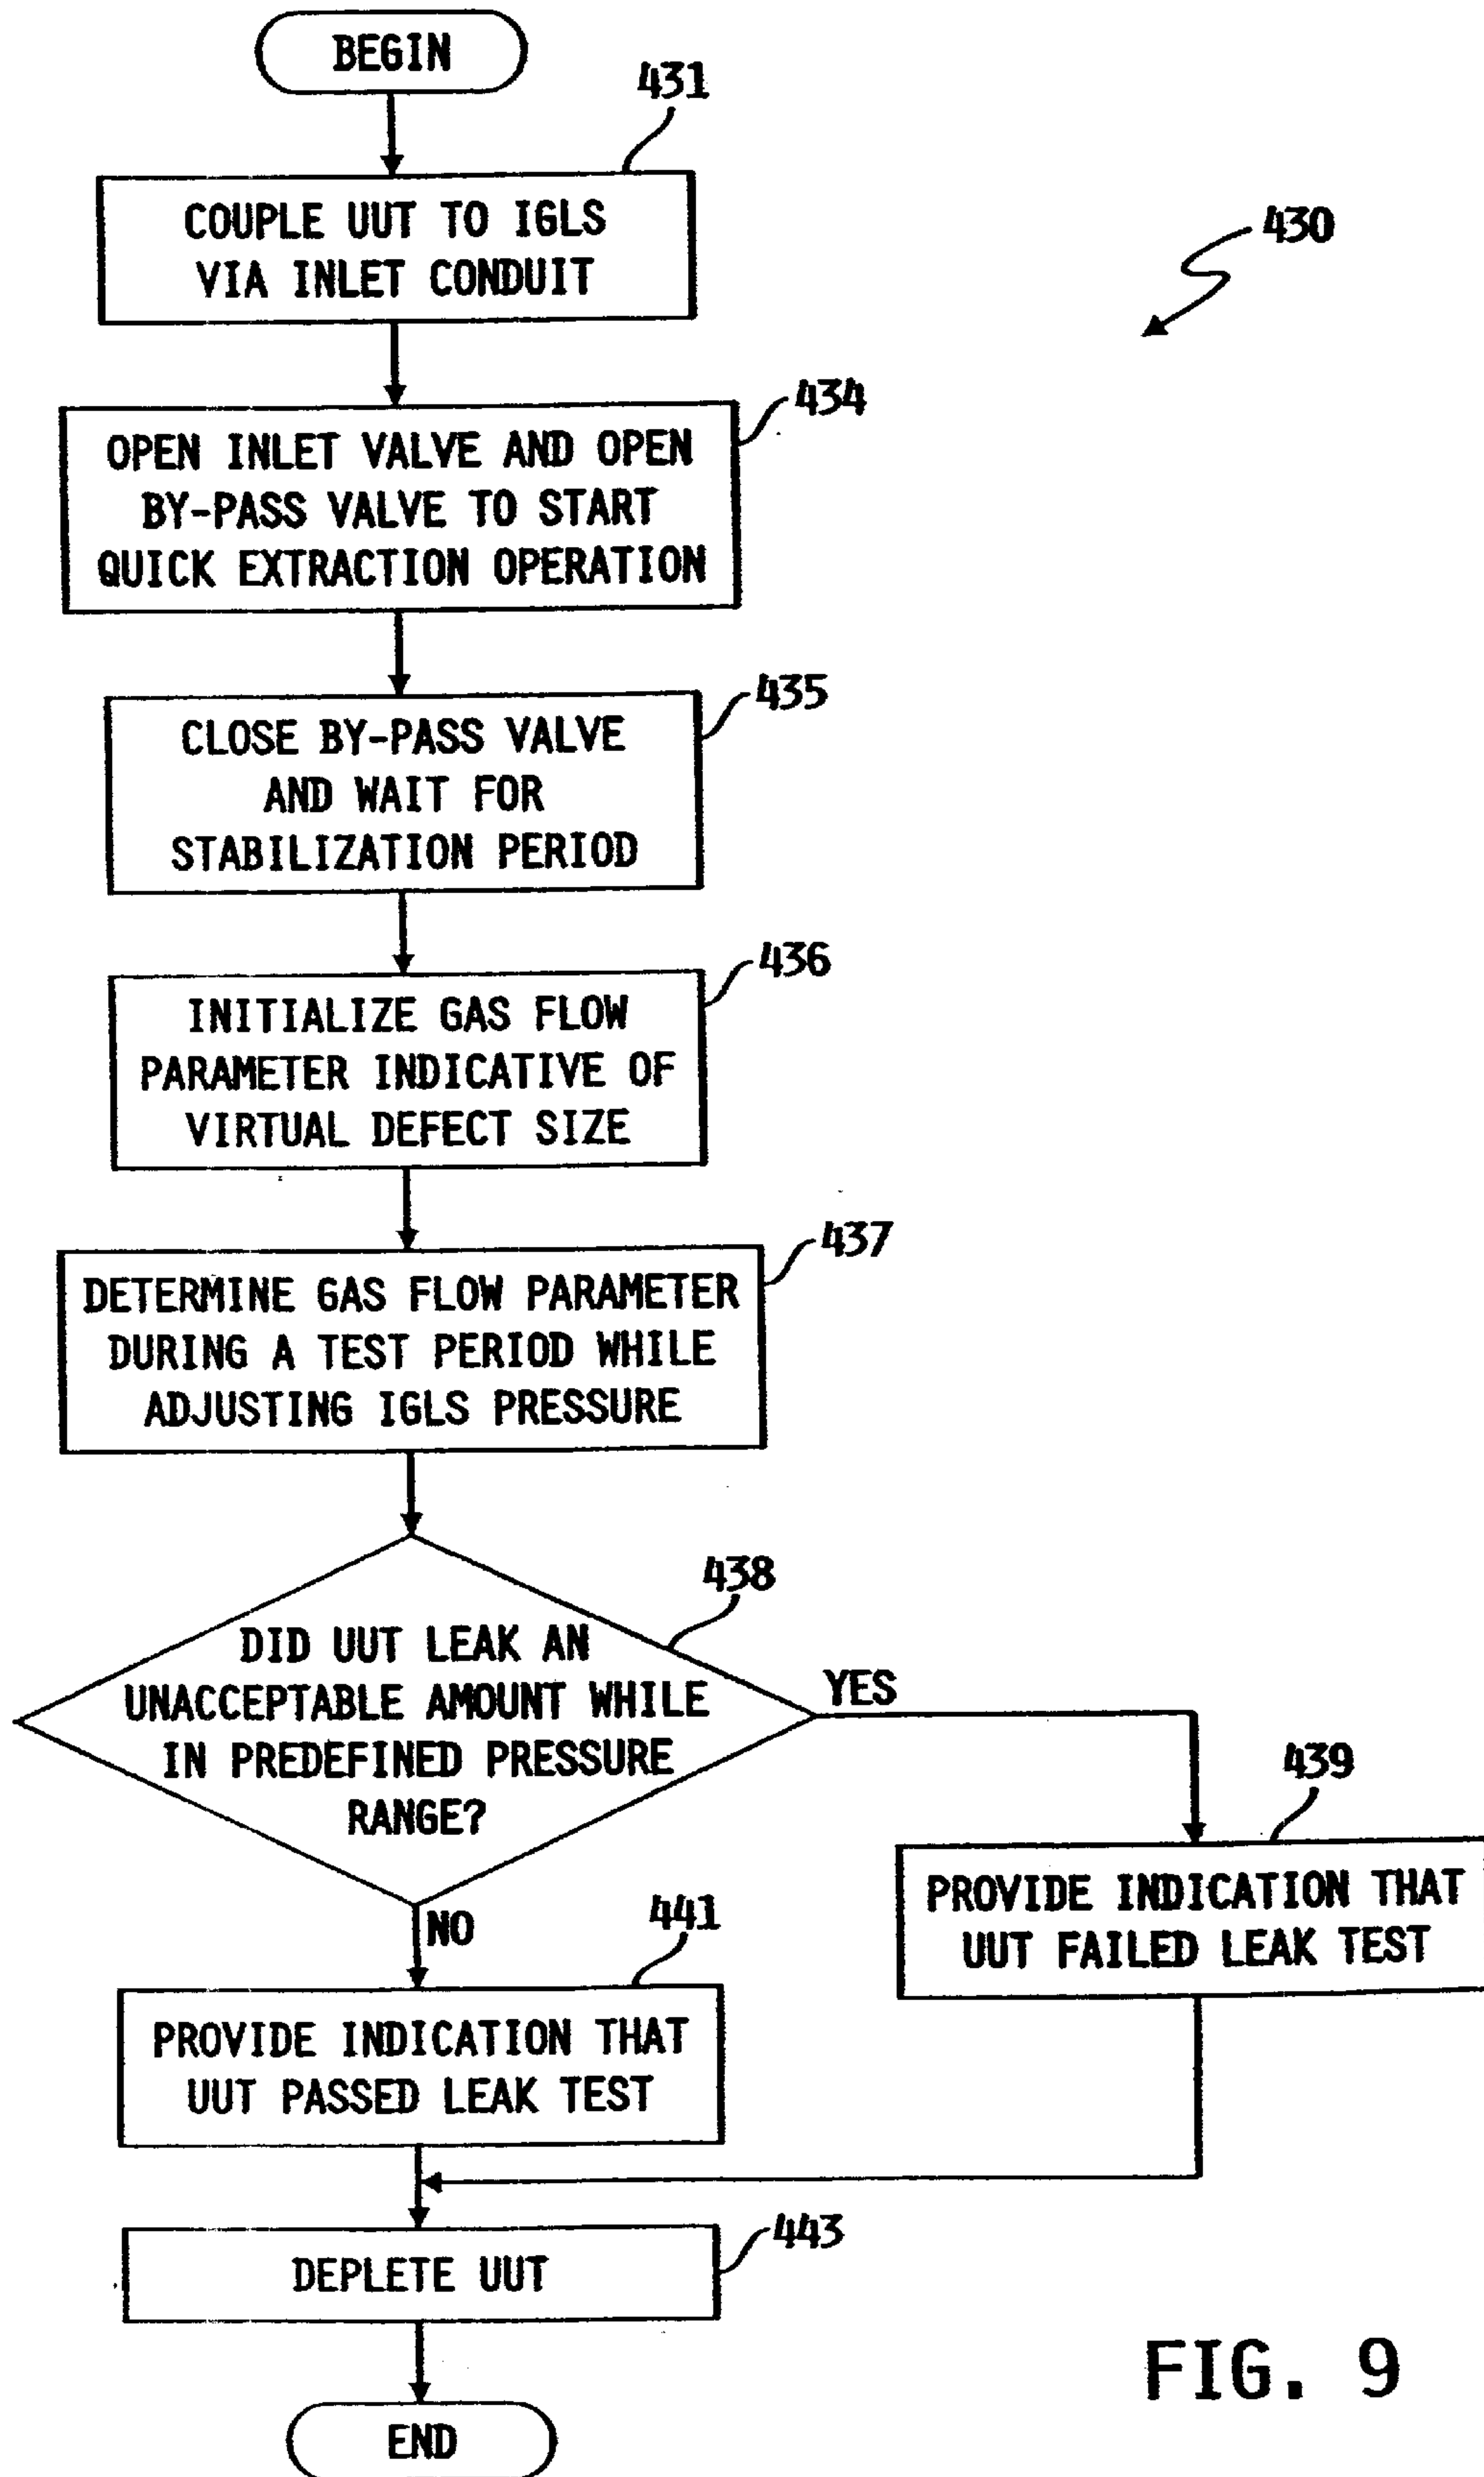 BEGIN
431
COUPLE UUT TO IGLS
VIA INLET CONDUIT
430
434
OPEN INLET VALVE AND OPEN
BY-PASS VALVE TO START
QUICK EXTRACTION OPERATION
435
CLOSE BY-PASS VALVE
AND WAIT FOR
STABILIZATION PERIOD
436
INITIALIZE GAS FLOW
PARAMETER INDICATIVE OF
VIRTUAL DEFECT SIZE
437
DETERMINE GAS FLOW PARAMETER
DURING A TEST PERIOD WHILE
ADJUSTING IGLS PRESSURE
438
DID UUT LEAK AN
UNACCEPTABLE AMOUNT WHILE
IN PREDEFINED PRESSURE
RANGE?
YES
439
PROVIDE INDICATION THAT
UUT FAILED LEAK TEST
NO
441
PROVIDE INDICATION THAT
UUT PASSED LEAK TEST
443
DEPLETE UUT
END
FIG. 9